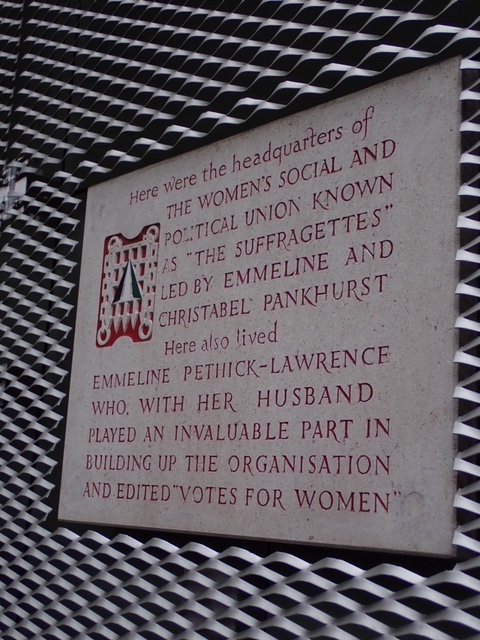 Here were the headquarters of
THE WOMEN'S SOCIAL AND
POLITICAL UNION KNOWN
AS "THE SUFFRAGETTES"
LED BY EMMELINE AND
CHRISTABEL PANKHURST
Here also lived
EMMELINE PETHICK-LAWRENCE
WHO, WITH HER HUSBAND
PLAYED AN INVALUABLE PART IN
BUILDING UP THE ORGANISATION
AND EDITED "VOTES FOR WOMEN"